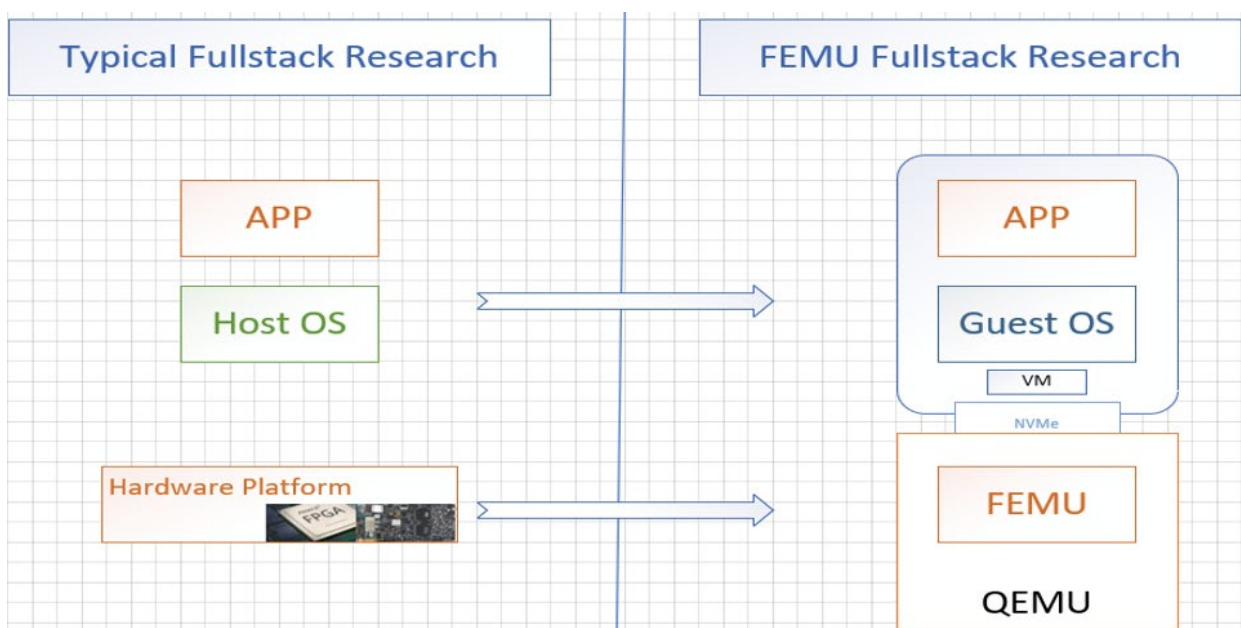 Typical Fullstack Research
FEMU Fullstack Research
APP
APP
Host OS
Guest OS
VM
NVMe
Hardware Platform
FPGA
FEMU
QEMU